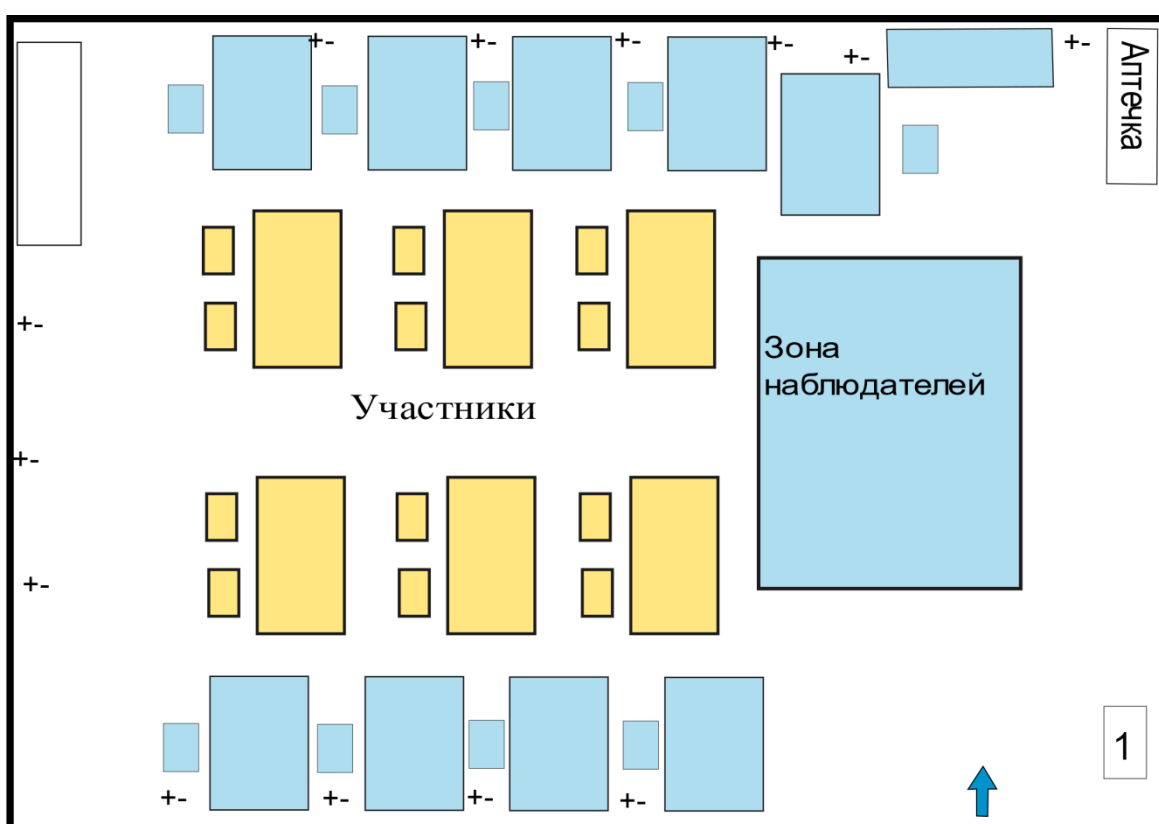 +- +- +- +- +- +-
Аптечка
+-
Зона
наблюдателей
Участники
+-
+-
1
+- +- +- +-